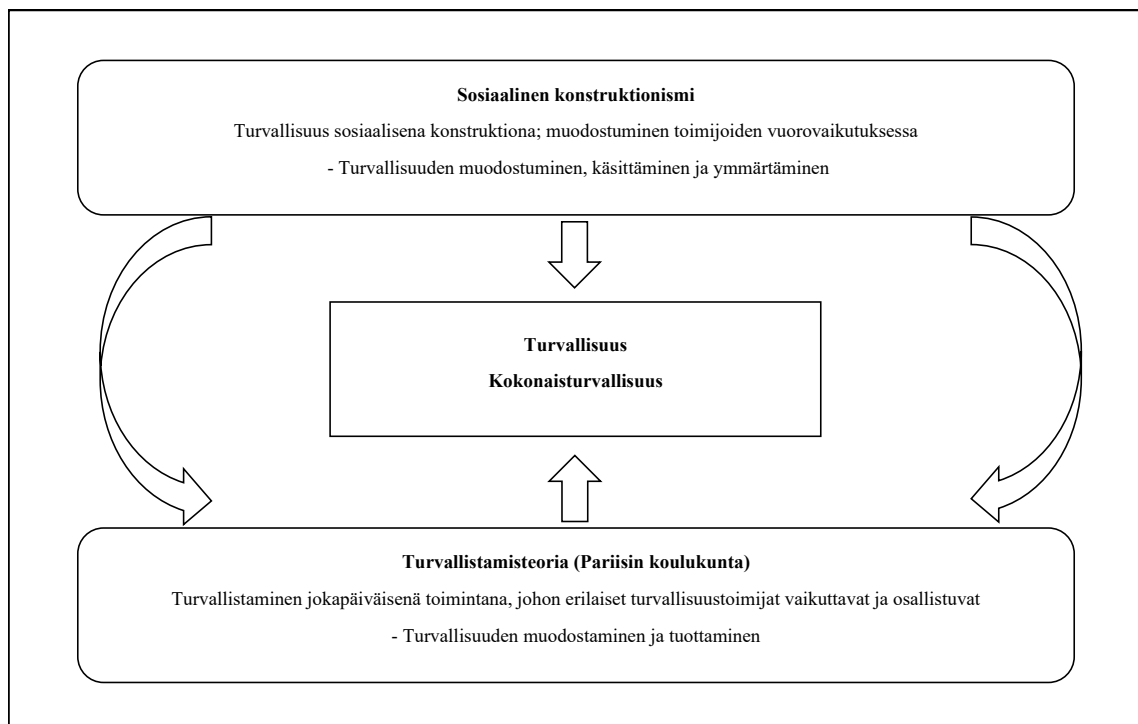 Sosiaalinen konstruktionismi
Turvallisuus sosiaalisena konstruktiona; muodostuminen toimijoiden vuorovaikutuksessa
- Turvallisuuden muodostuminen, käsittäminen ja ymmärtäminen
Turvallisuus
Kokonaisturvallisuus
Turvallistamisteoria (Pariisin koulukunta)
Turvallistaminen jokapäiväisenä toimintana, johon erilaiset turvallisuustoimijat vaikuttavat ja osallistuvat
- Turvallisuuden muodostaminen ja tuottaminen